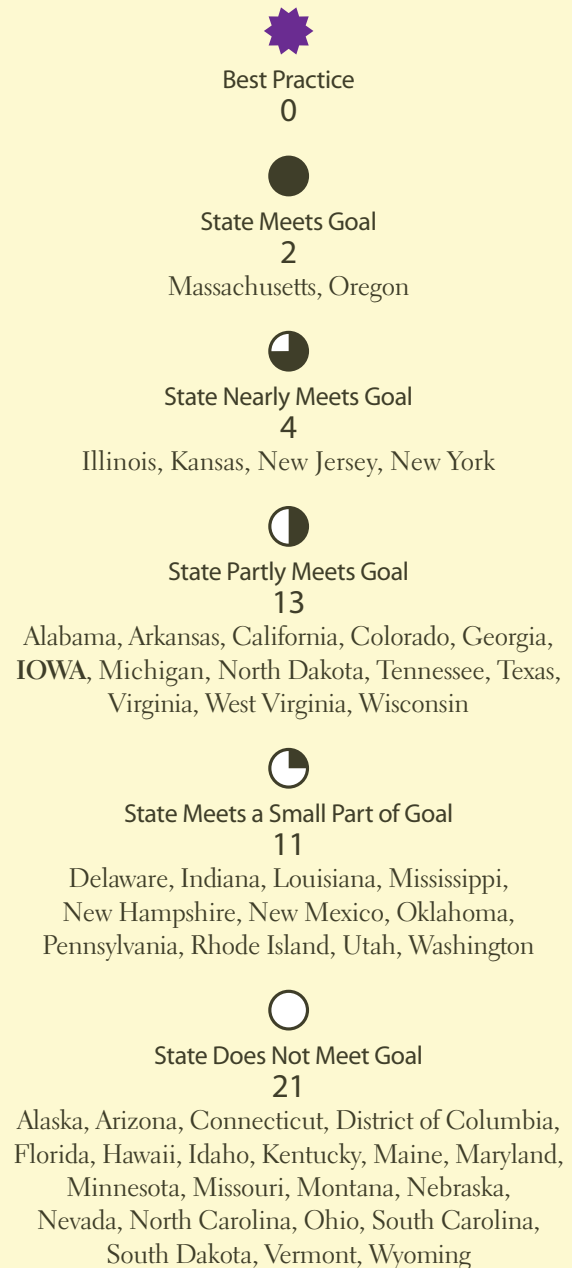 Best Practice
0
State Meets Goal
2
Massachusetts, Oregon
State Nearly Meets Goal
4
Illinois, Kansas, New Jersey, New York
State Partly Meets Goal
13
Alabama, Arkansas, California, Colorado, Georgia,
IOWA, Michigan, North Dakota, Tennessee, Texas,
Virginia, West Virginia, Wisconsin
State Meets a Small Part of Goal
11
Delaware, Indiana, Louisiana, Mississippi,
New Hampshire, New Mexico, Oklahoma,
Pennsylvania, Rhode Island, Utah, Washington
State Does Not Meet Goal
21
Alaska, Arizona, Connecticut, District of Columbia,
Florida, Hawaii, Idaho, Kentucky, Maine, Maryland,
Minnesota, Missouri, Montana, Nebraska,
Nevada, North Carolina, Ohio, South Carolina,
South Dakota, Vermont, Wyoming